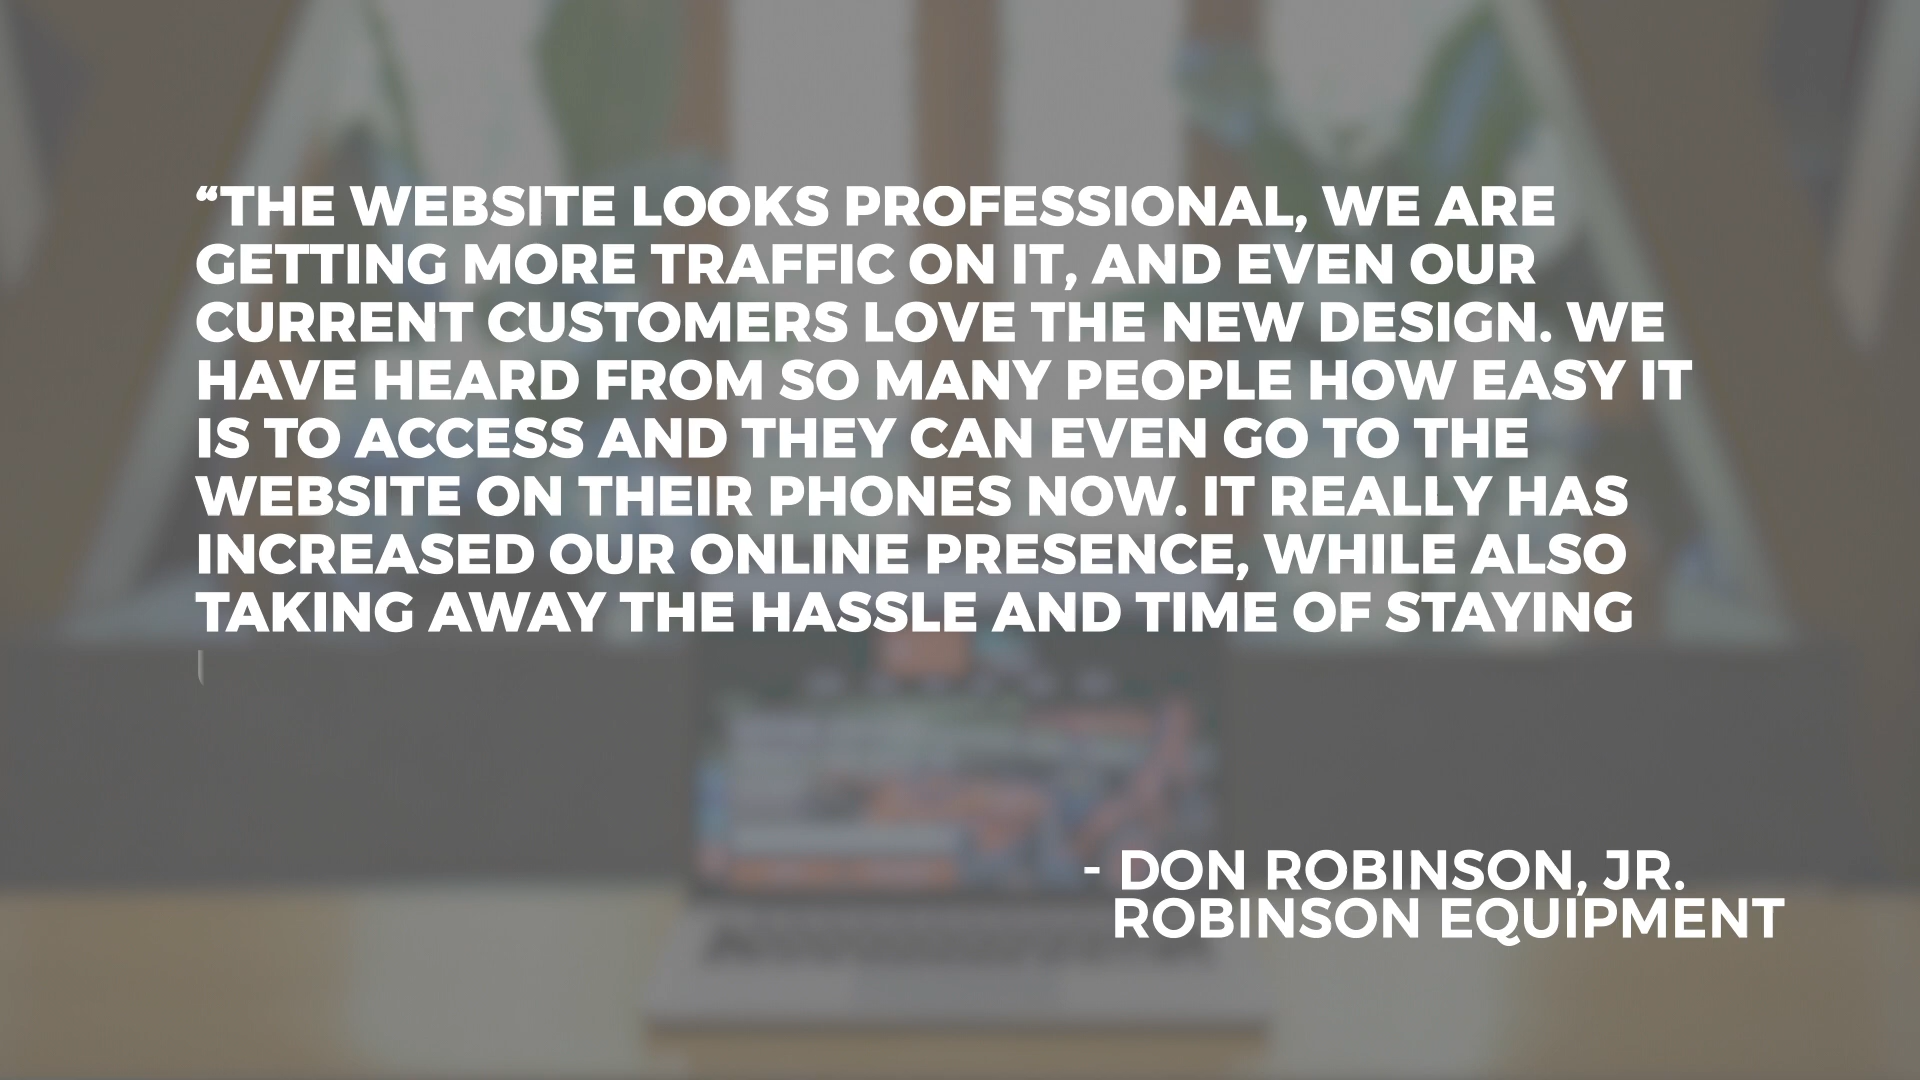 “THE WEBSITE LOOKS PROFESSIONAL, WE ARE
GETTING MORE TRAFFIC ON IT, AND EVEN OUR
CURRENT CUSTOMERS LOVE THE NEW DESIGN. WE
HAVE HEARD FROM SO MANY PEOPLE HOW EASY IT
IS TO ACCESS AND THEY CAN EVEN GO TO THE
WEBSITE ON THEIR PHONES NOW. IT REALLY HAS
INCREASED OUR ONLINE PRESENCE, WHILE ALSO
TAKING AWAY THE HASSLE AND TIME OF STAYING
- DON ROBINSON, JR.
ROBINSON EQUIPMENT